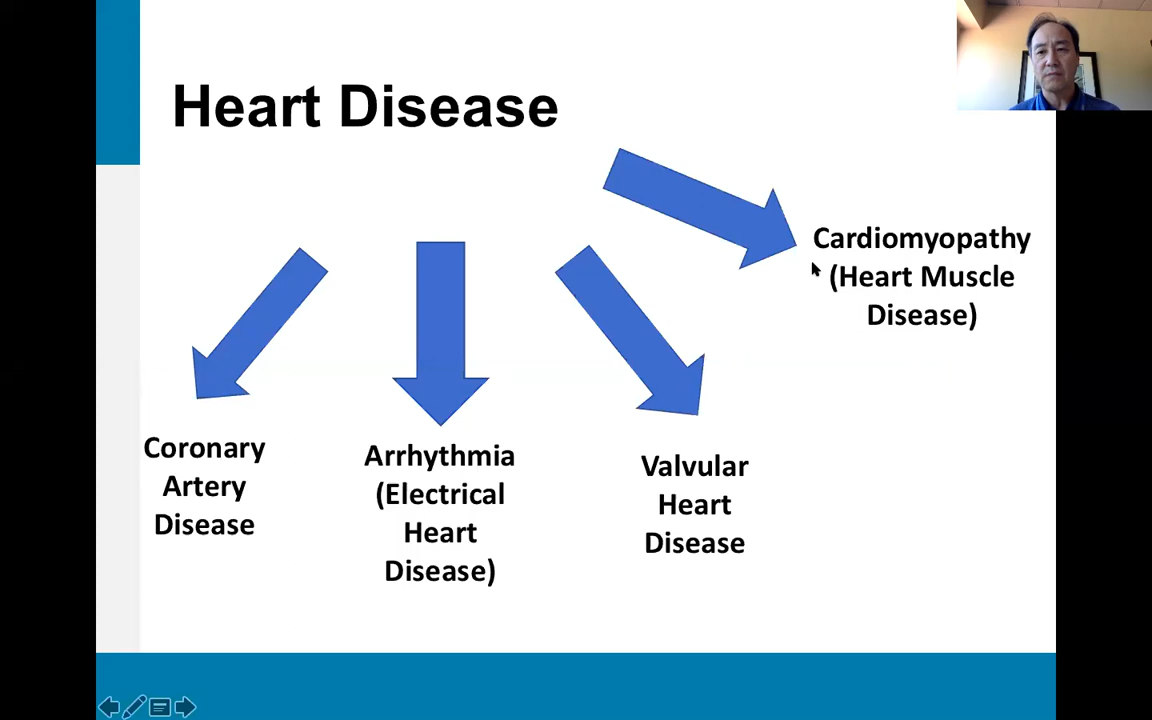 Heart Disease
Cardiomyopathy
(Heart Muscle
Disease)
Coronary
Artery
Disease
Arrhythmia
(Electrical
Heart
Disease)
Valvular
Heart
Disease